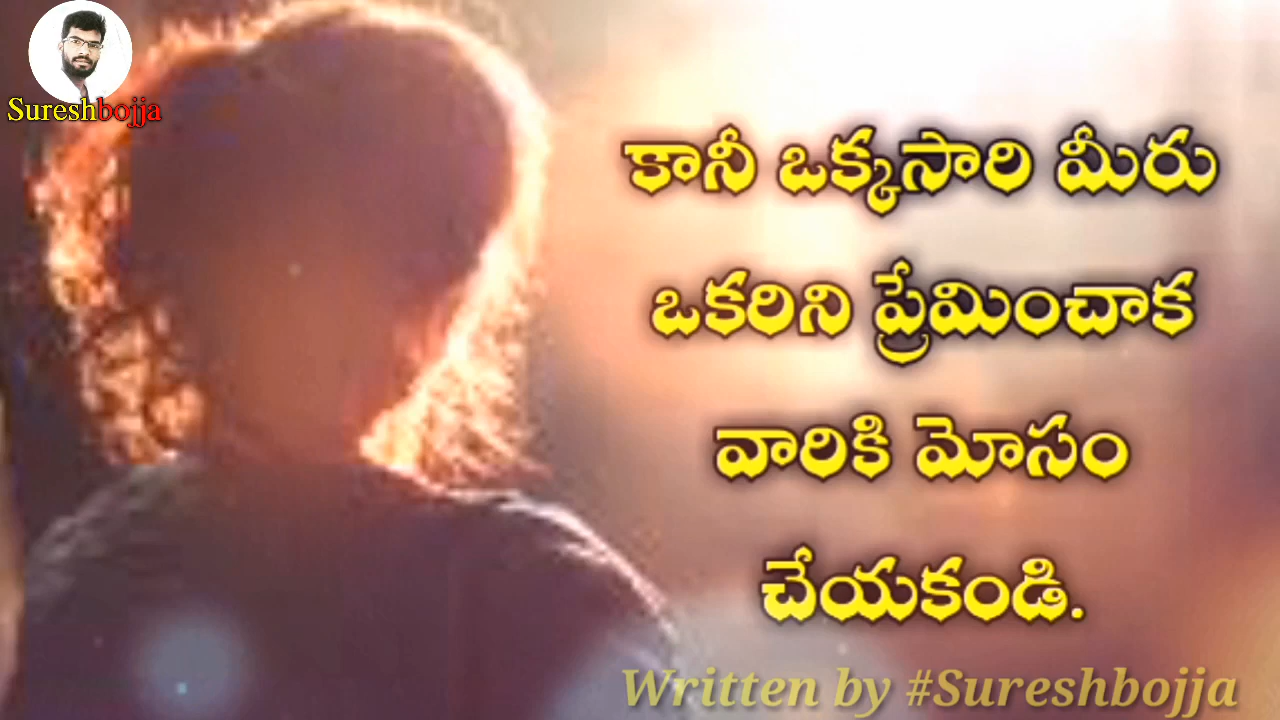 Sureshbojja
కానీ ఒక్కసారి మీరు
ఒకరిని ప్రేమించాక
వారికి మోసం
చేయకండి.
Written by #Sureshbojja